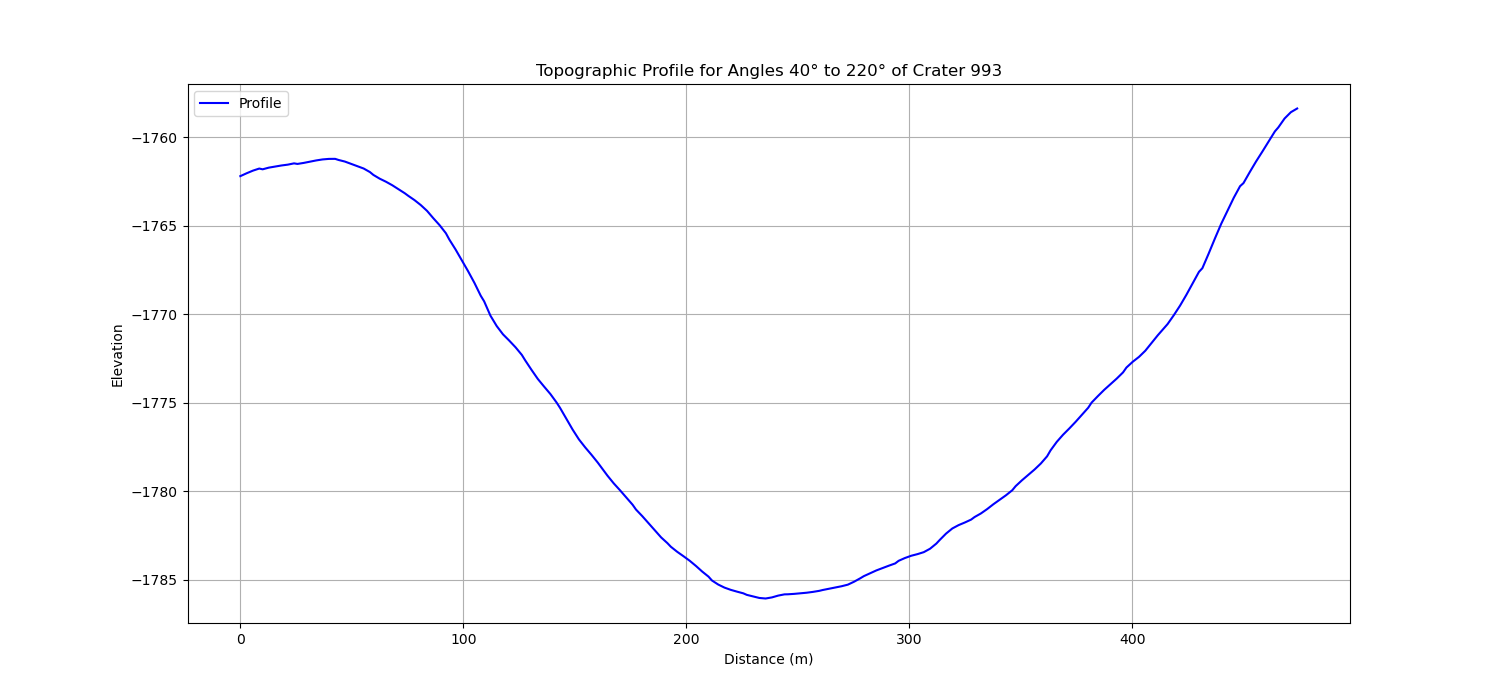 Topographic Profile for Angles 40° to 220° of Crater 993
Profile
−1760
−1765
−1770
−1775
−1780
−1785
Elevation
0 100 200 300 400
Distance (m)